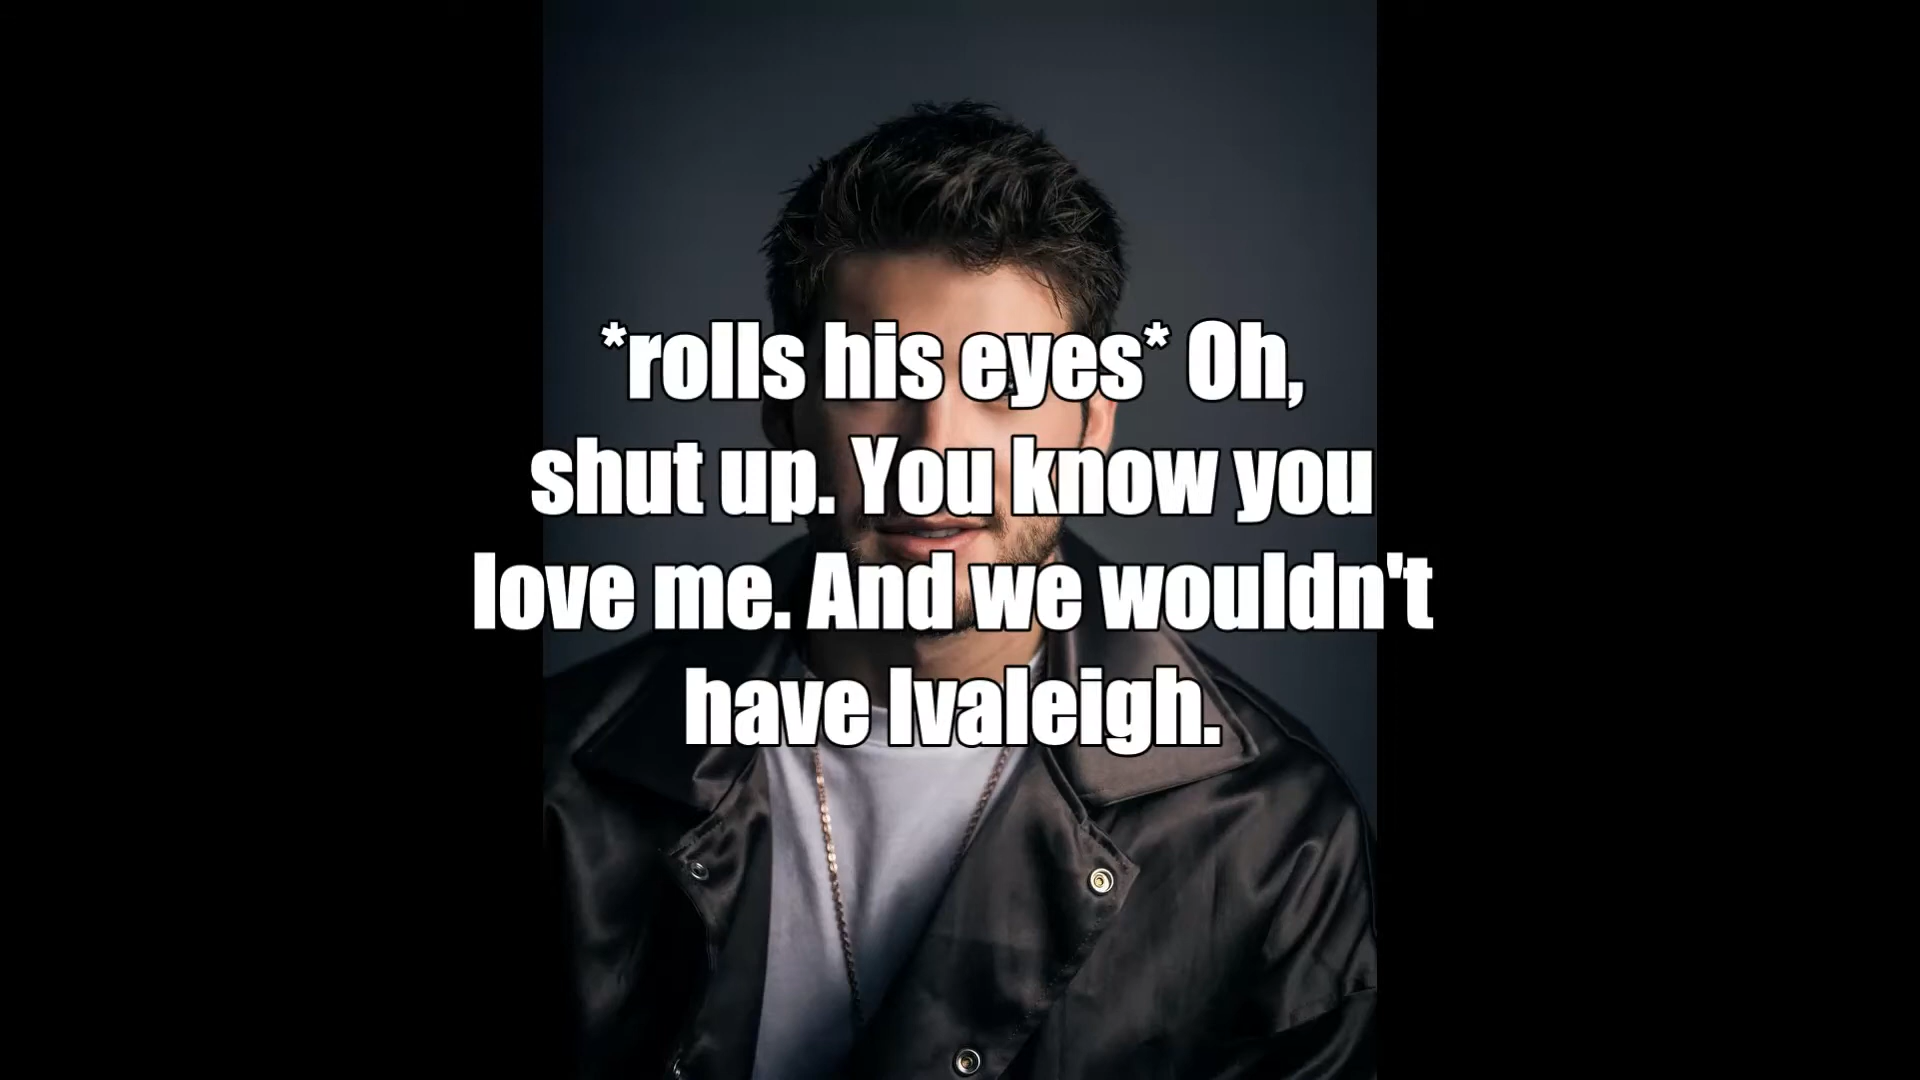 *rolls his eyes* Oh,
shut up. You know you
love me. And we wouldn't
have Ivaleigh.